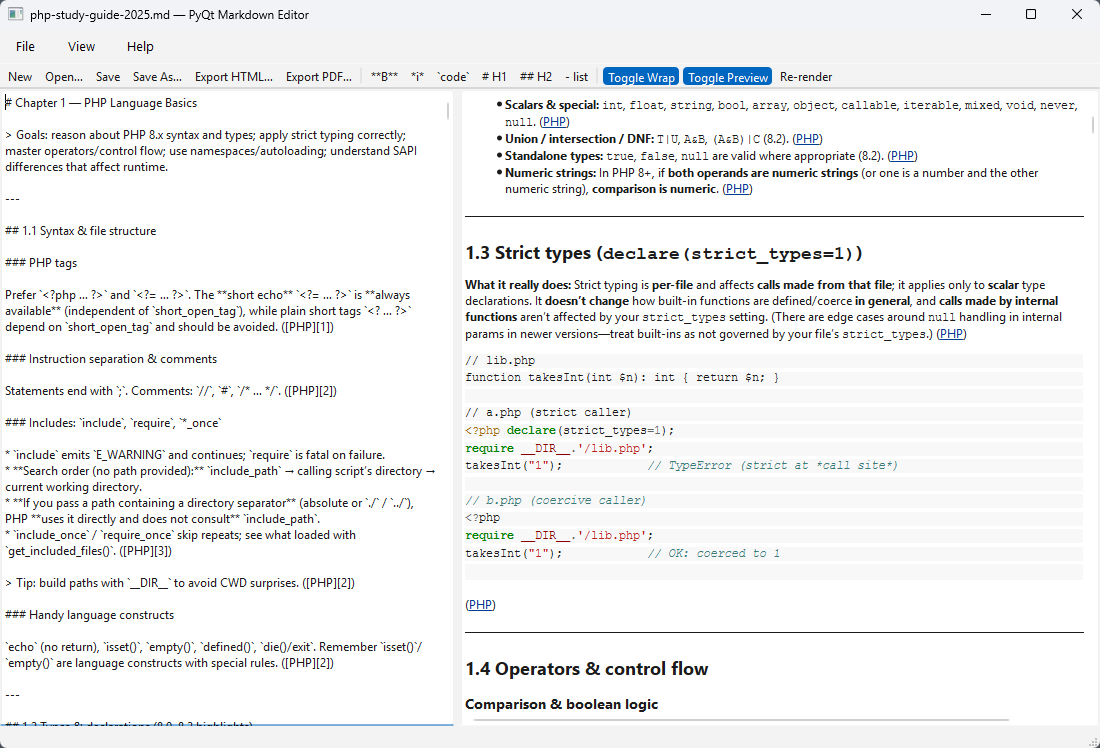 php-study-guide-2025.md — PyQt Markdown Editor
File View Help
New Open... Save Save As... Export HTML... Export PDF... **B** *i* `code` # H1 ## H2 - list Toggle Wrap Toggle Preview Re-render
# Chapter 1 — PHP Language Basics
> Goals: reason about PHP 8.x syntax and types; apply strict typing correctly;
master operators/control flow; use namespaces/autoloading; understand SAPI
differences that affect runtime.
---
## 1.1 Syntax & file structure
### PHP tags
Prefer `<?php ... ?>` and `<?= ... ?>`. The **short echo** `<?= ... ?>` is **always
available** (independent of `short_open_tag`), while plain short tags `<? ... ?>`
depend on `short_open_tag` and should be avoided. ([PHP][1])
### Instruction separation & comments
Statements end with `;`. Comments: `//`, `#`, `/* ... */`. ([PHP][2])
### Includes: `include`, `require`, `*_once`
* `include` emits `E_WARNING` and continues; `require` is fatal on failure.
* **Search order (no path provided):** `include_path` → calling script’s directory →
current working directory.
* **If you pass a path containing a directory separator** (absolute or `./` / `../`),
PHP **uses it directly and does not consult** `include_path`.
* `include_once` / `require_once` skip repeats; see what loaded with
`get_included_files()`. ([PHP][3])
> Tip: build paths with `__DIR__` to avoid CWD surprises. ([PHP][2])
### Handy language constructs
`echo` (no return), `isset()`, `empty()`, `defined()`, `die()/exit`. Remember `isset()`/
`empty()` are language constructs with special rules. ([PHP][2])
---
## 1.2 Types & declarations (8.0–8.3 highlights)
• Scalars & special: int, float, string, bool, array, object, callable, iterable, mixed, void, never,
null. (PHP)
• Union / intersection / DNF: T|U, A&B, (A&B)|C (8.2). (PHP)
• Standalone types: true, false, null are valid where appropriate (8.2). (PHP)
• Numeric strings: In PHP 8+, if both operands are numeric strings (or one is a number and the other
numeric string), comparison is numeric. (PHP)
1.3 Strict types (declare(strict_types=1))
What it really does: Strict typing is per-file and affects calls made from that file; it applies only to scalar type
declarations. It doesn’t change how built-in functions are defined/coerce in general, and calls made by internal
functions aren’t affected by your strict_types setting. (There are edge cases around null handling in internal
params in newer versions—treat built-ins as not governed by your file’s strict_types.) (PHP)
// lib.php
function takesInt(int $n): int { return $n; }
// a.php (strict caller)
<?php declare(strict_types=1);
require __DIR__.'/lib.php';
takesInt("1"); // TypeError (strict at *call site*)
// b.php (coercive caller)
<?php
require __DIR__.'/lib.php';
takesInt("1"); // OK: coerced to 1
(PHP)
1.4 Operators & control flow
Comparison & boolean logic